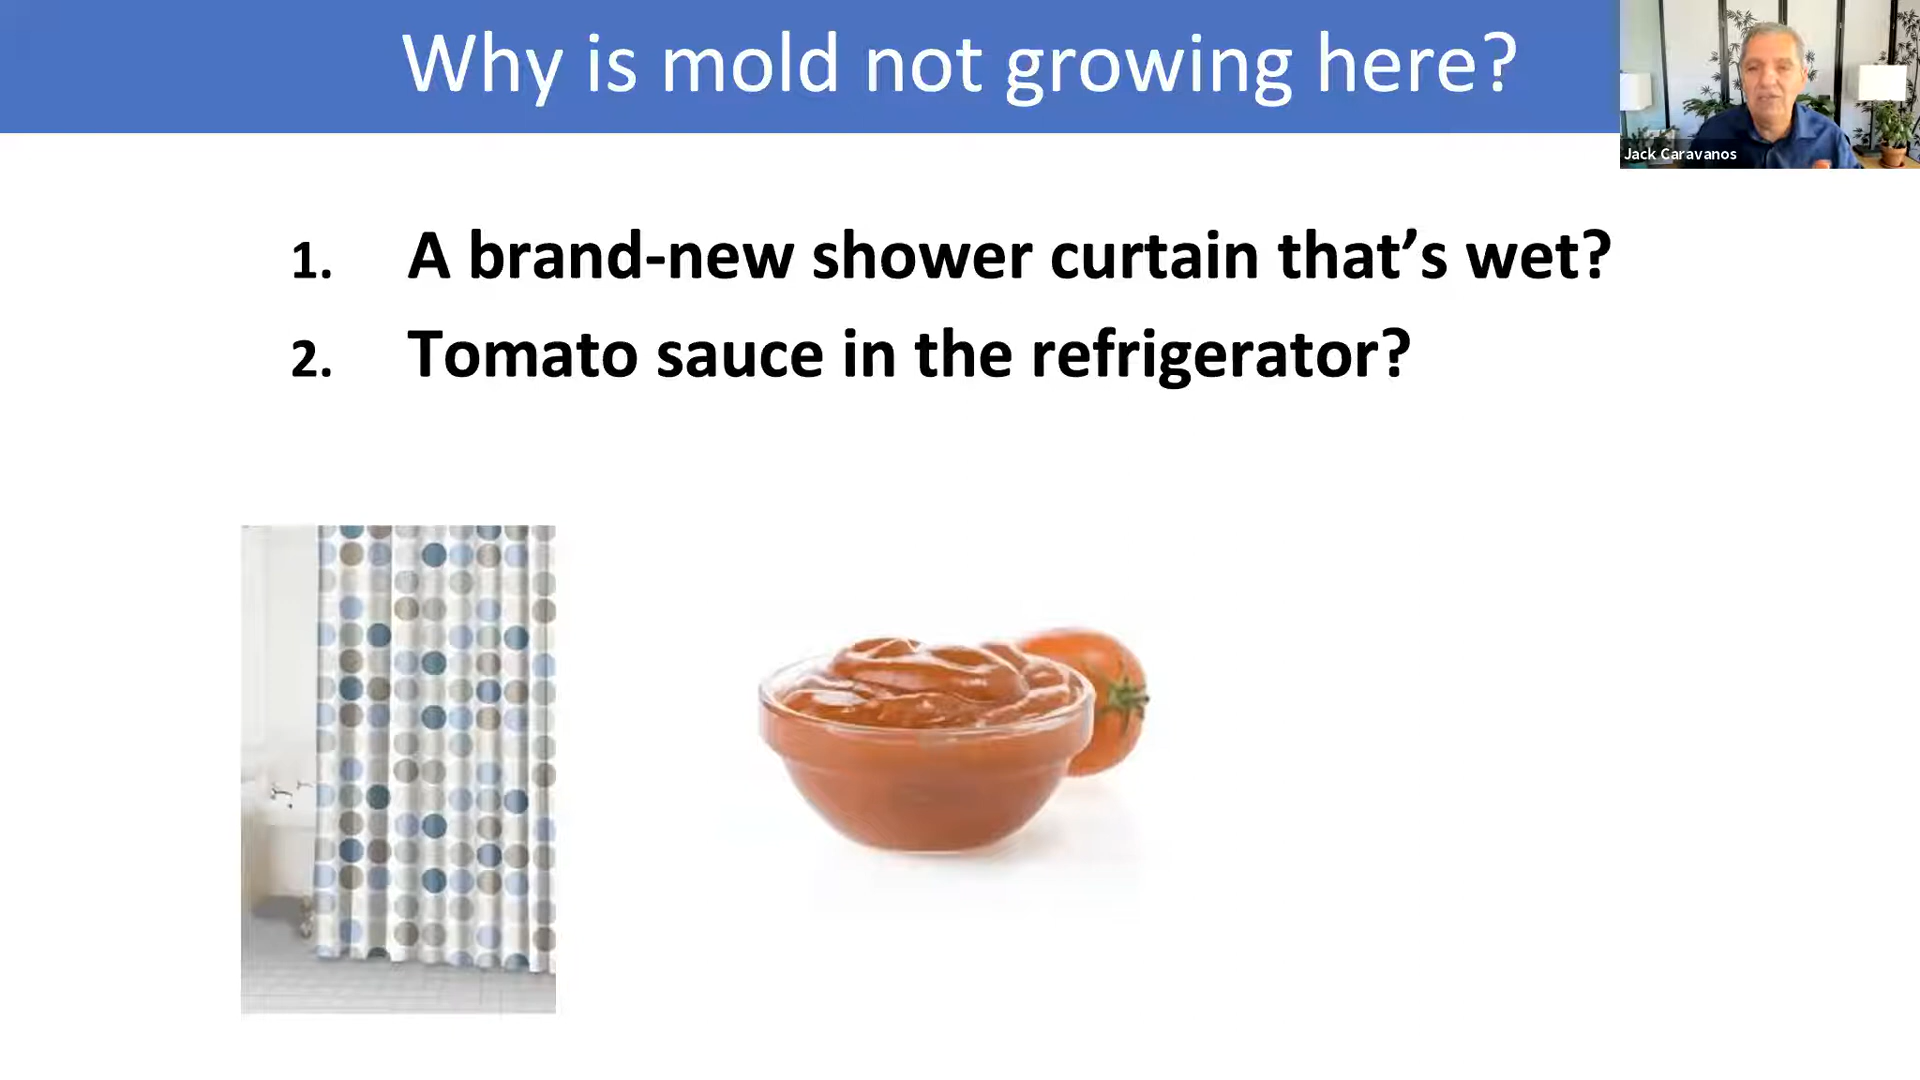 Why is mold not growing here?
Jack Caravanos
1. A brand-new shower curtain that’s wet?
2. Tomato sauce in the refrigerator?